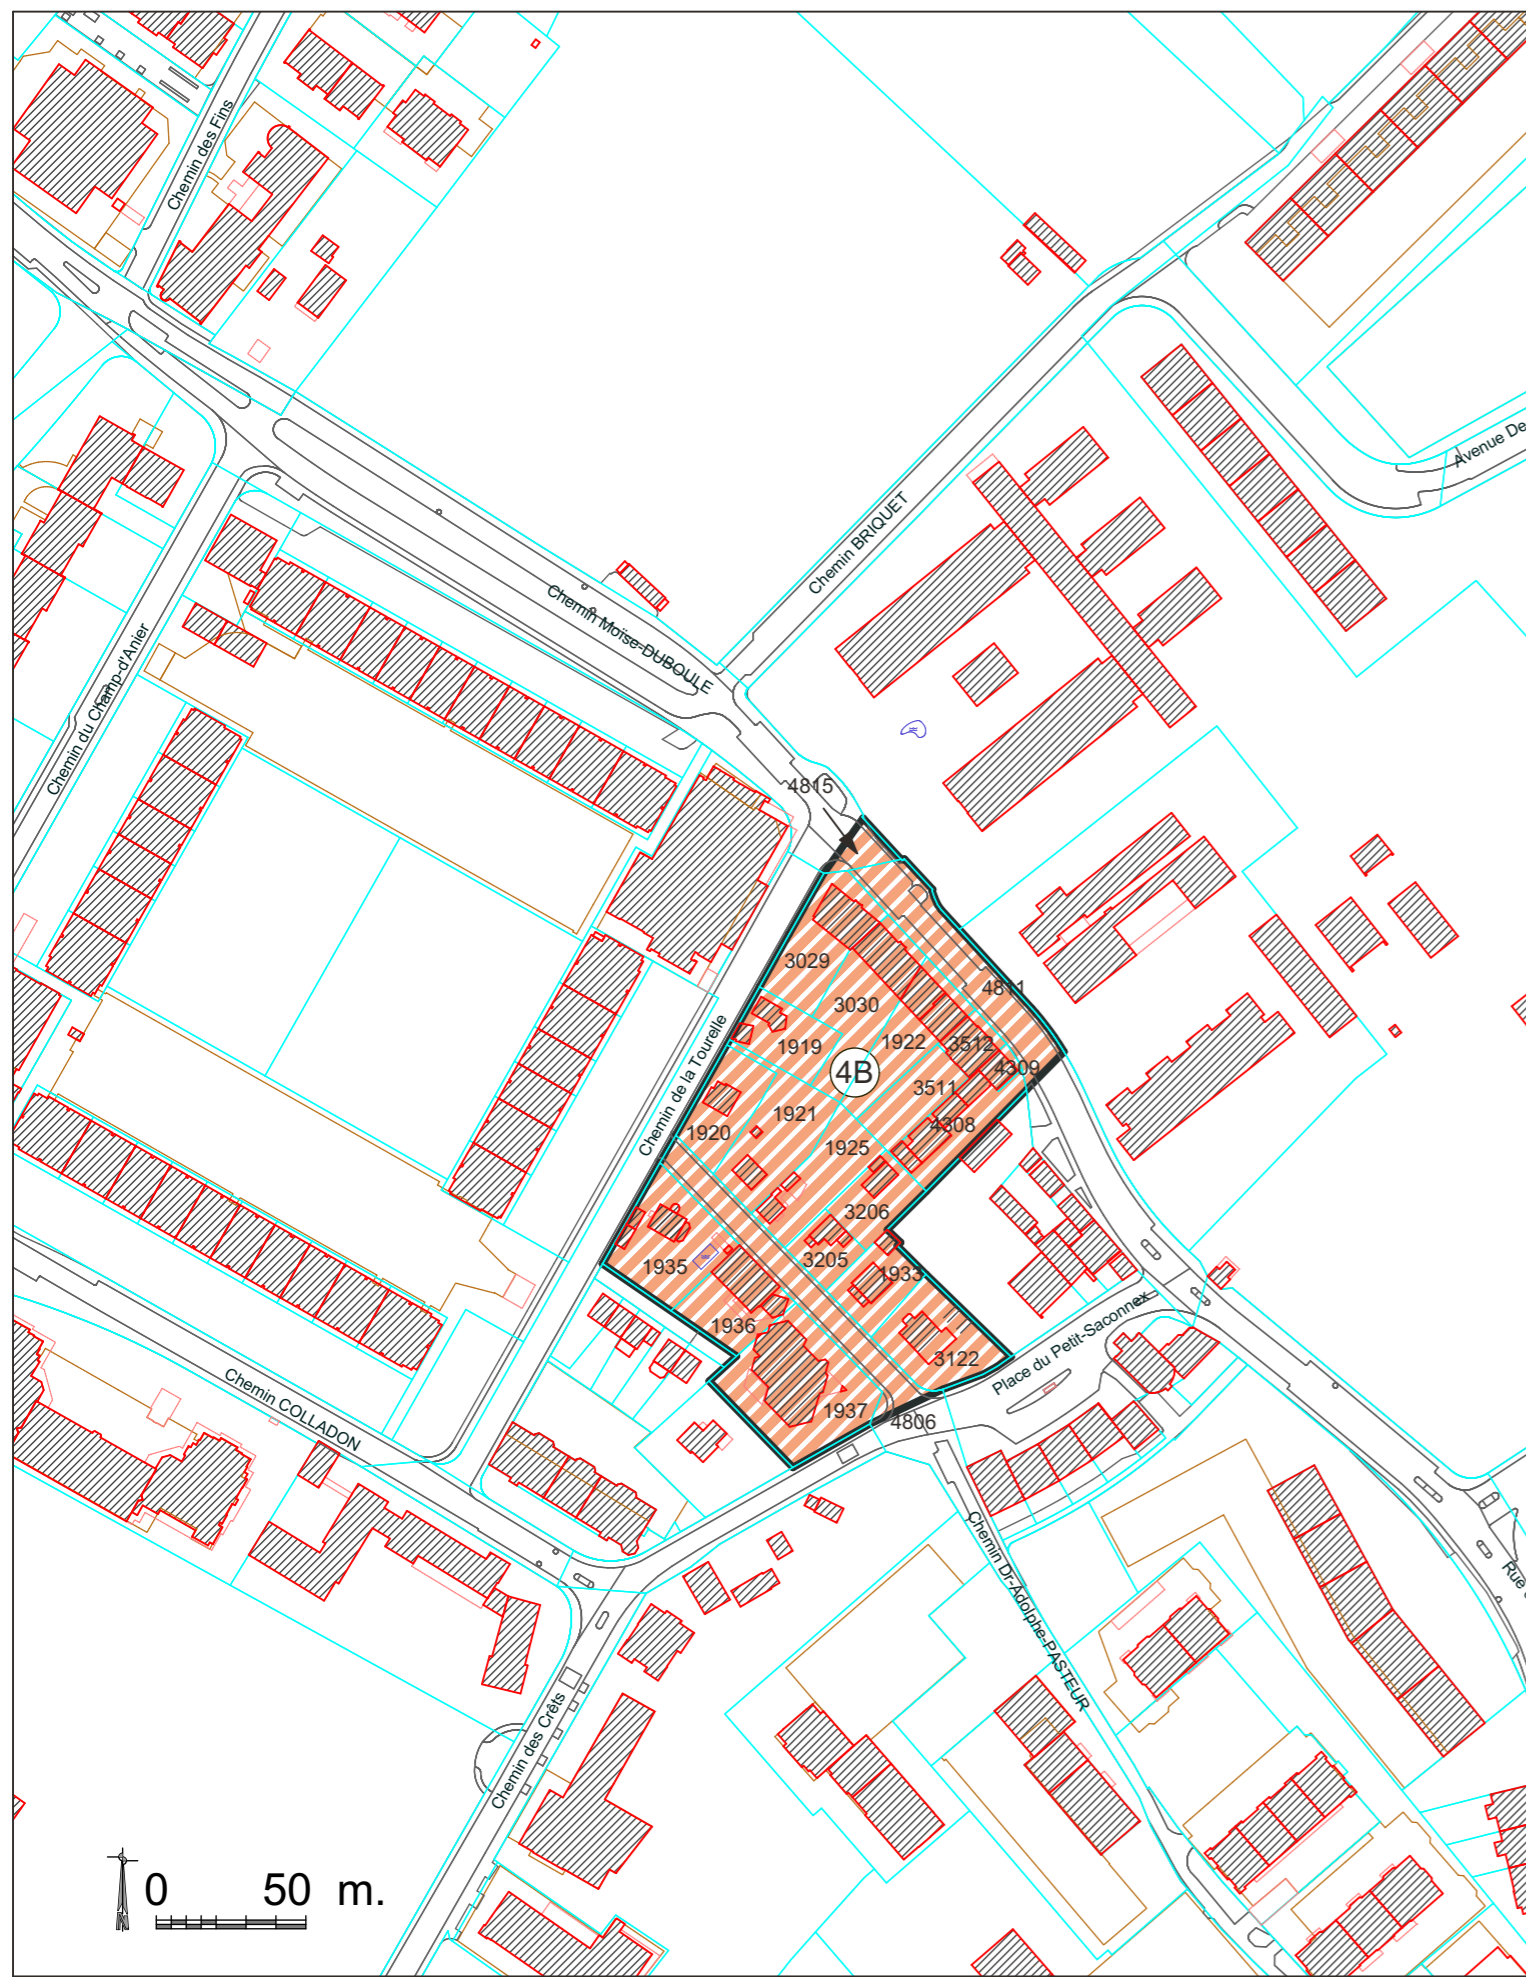 Chemin des Fins
Avenue De
Chemin BRIQUET
Chemin Moïse-DUBOULE
Chemin du Champ-d'Anier
4815
3029
4811
3030
1922
3512
1919
4B
4309
3511
1921
4308
Chemin de la Tourelle
1920
1925
3206
3205
1935
1933
1936
Place du Petit-Saconnex
3122
1937
4806
Chemin COLLADON
Chemin Dr-Adolphe-PASTEUR
Rue
Chemin des Crêts
0 50 m.